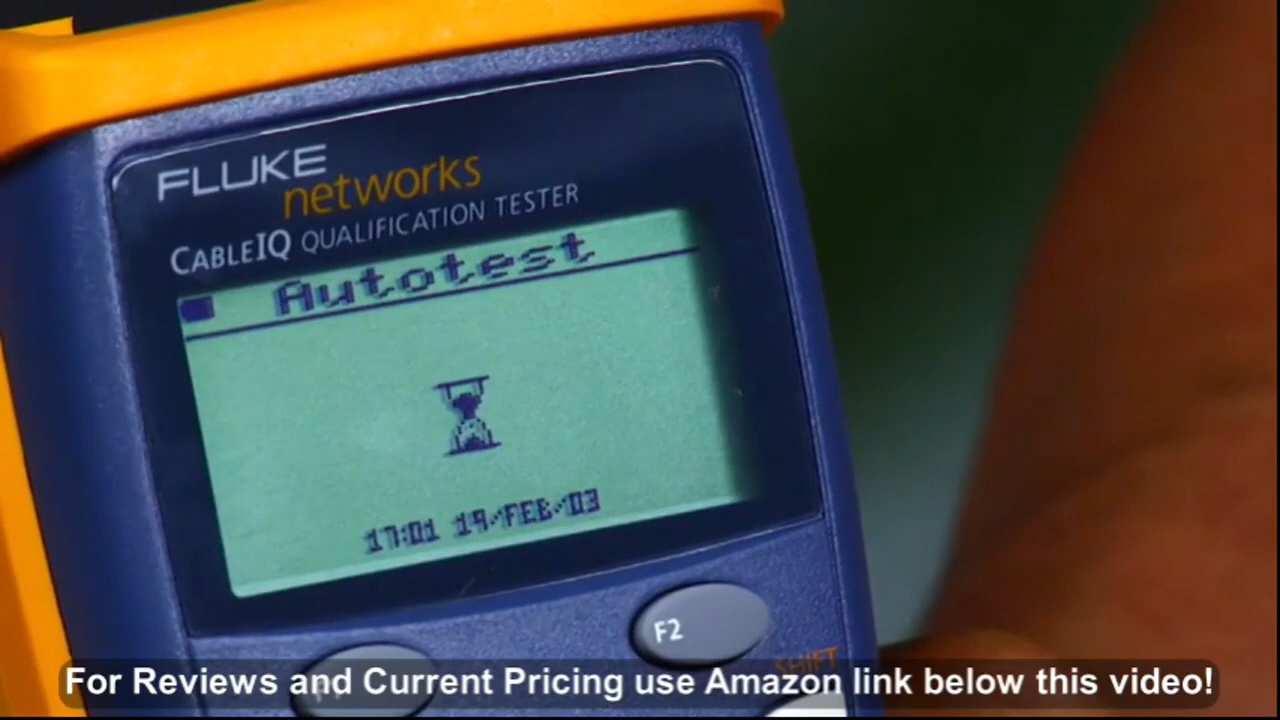 FLUKE
networks
CABLEIQ QUALIFICATION TESTER
Autotest
17:01 19/FEB/03
F2
SHIFT
For Reviews and Current Pricing use Amazon link below this video!